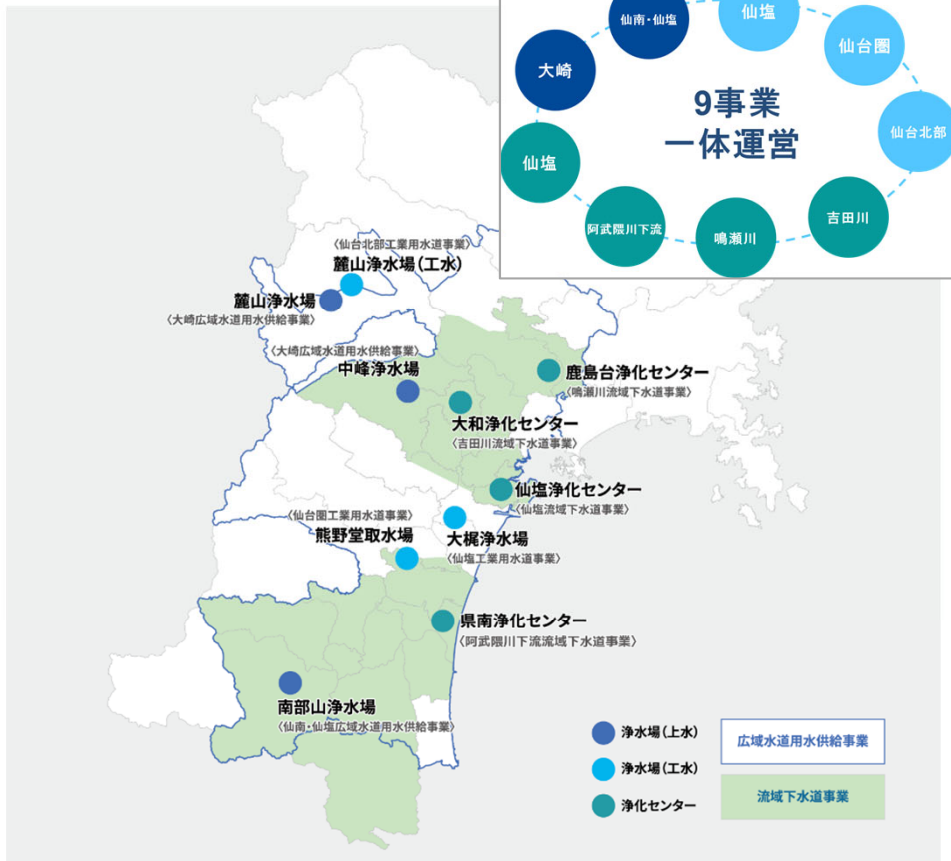 仙南・仙塩
仙塩
仙台圏
大崎
9事業
一体運営
仙台北部
仙塩
阿武隈川下流
鳴瀬川
吉田川
〈仙台北部工業用水道事業〉
麓山浄水場(工水)
麓山浄水場
〈大崎広域水道用水供給事業〉
〈大崎広域水道用水供給事業〉
中峰浄水場
鹿島台浄化センター
〈鳴瀬川流域下水道事業〉
大和浄化センター
〈吉田川流域下水道事業〉
仙塩浄化センター
〈仙塩流域下水道事業〉
〈仙台圏工業用水道事業〉
熊野堂取水場
大梶浄水場
〈仙塩工業用水道事業〉
県南浄化センター
〈阿武隈川下流流域下水道事業〉
南部山浄水場
〈仙南・仙塩広域水道用水供給事業〉
浄水場(上水)
浄水場(工水)
浄化センター
広域水道用水供給事業
流域下水道事業